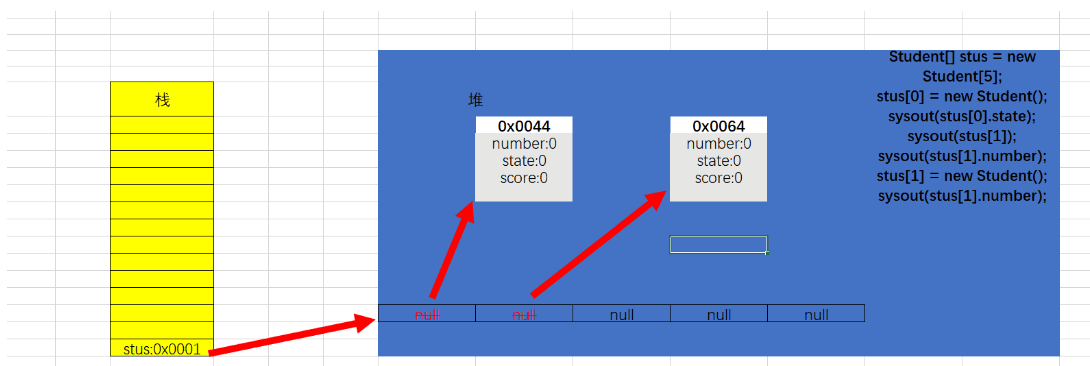 栈
stus:0x0001
堆
0x0044
number:0
state:0
score:0
0x0064
number:0
state:0
score:0
null
null
null
null
null
Student[] stus = new
Student[5];
stus[0] = new Student();
sysout(stus[0].state);
sysout(stus[1]);
sysout(stus[1].number);
stus[1] = new Student();
sysout(stus[1].number);